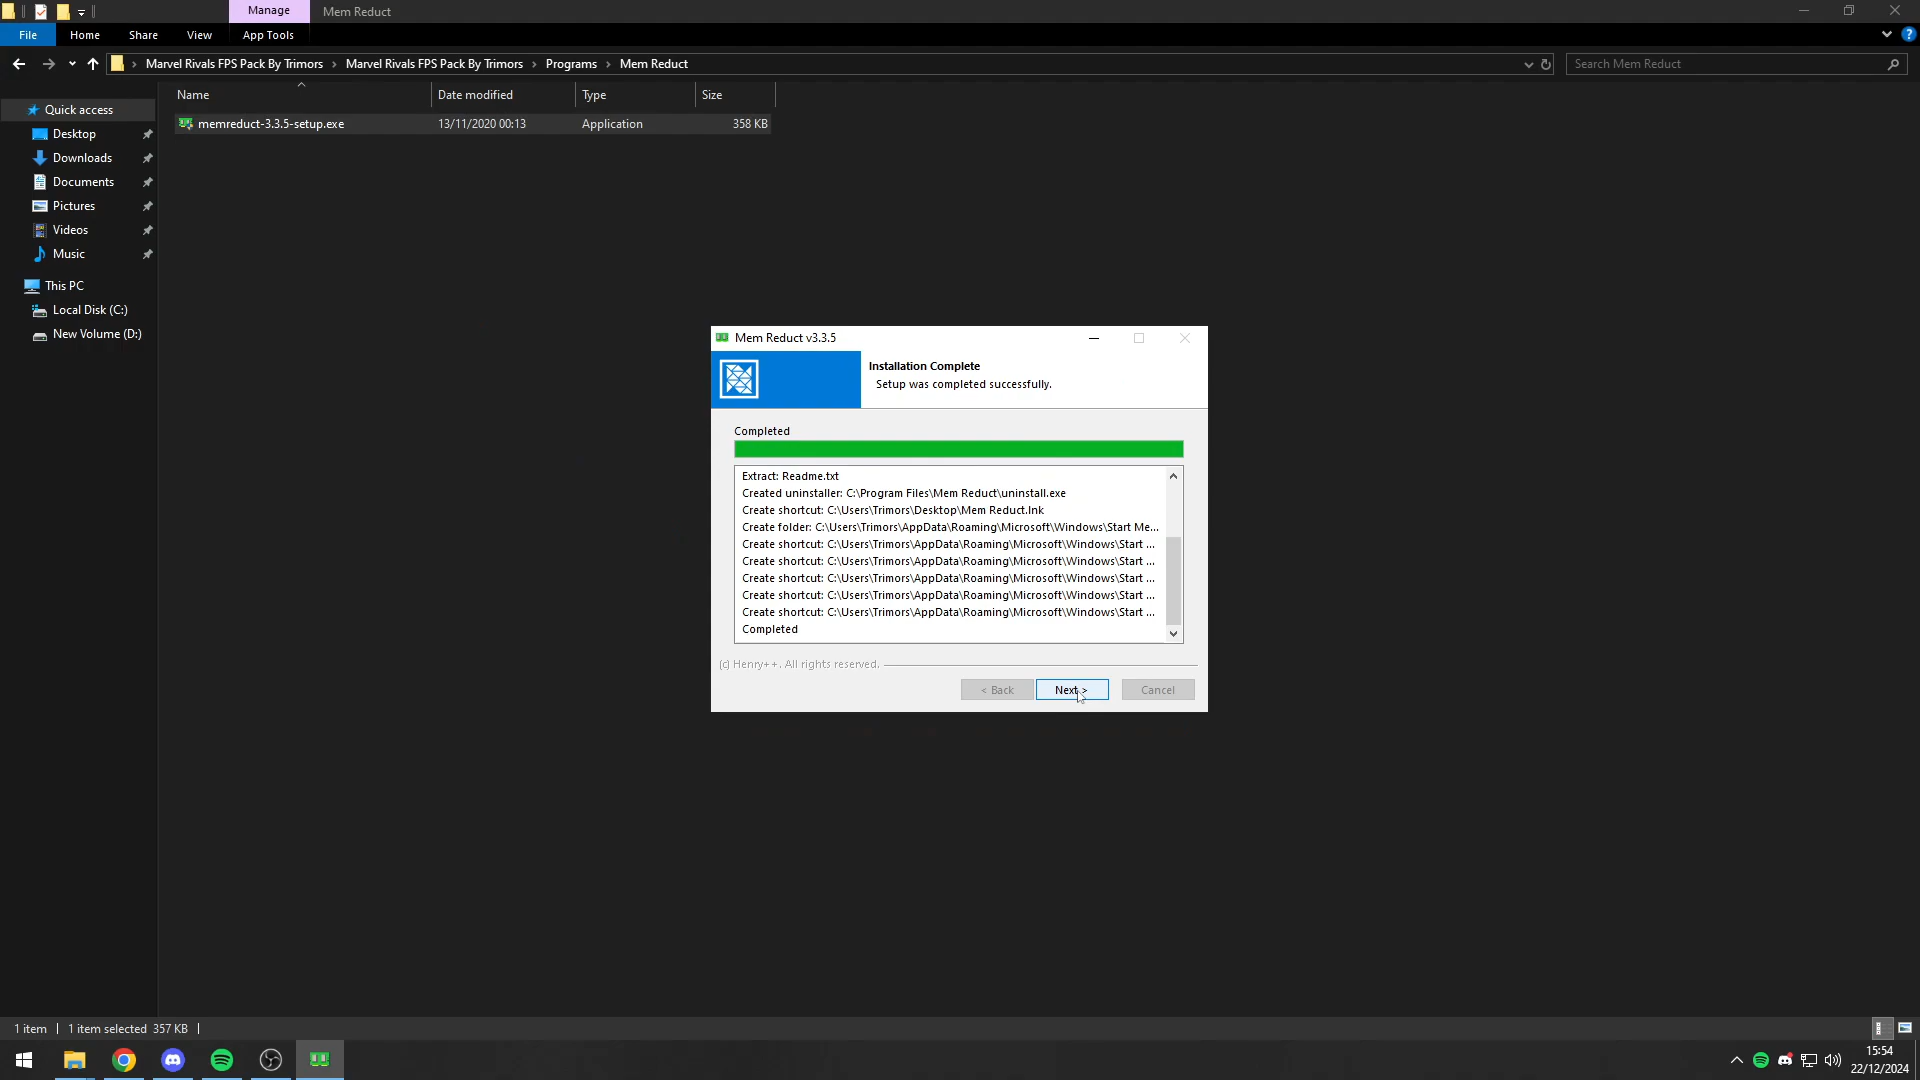 Manage
Mem Reduct
File
Home
Share
View
App Tools
?
Marvel Rivals FPS Pack By Trimors > Marvel Rivals FPS Pack By Trimors > Programs > Mem Reduct
Search Mem Reduct
Name
Date modified
Type
Size
memreduct-3.3.5-setup.exe
13/11/2020 00:13
Application
358 KB
Quick access
Desktop
Downloads
Documents
Pictures
Videos
Music
This PC
Local Disk (C:)
New Volume (D:)
Mem Reduct v3.3.5
Installation Complete
Setup was completed successfully.
Completed
Extract: Readme.txt
Created uninstaller: C:\Program Files\Mem Reduct\uninstall.exe
Create shortcut: C:\Users\Trimors\Desktop\Mem Reduct.lnk
Create folder: C:\Users\Trimors\AppData\Roaming\Microsoft\Windows\Start Me...
Create shortcut: C:\Users\Trimors\AppData\Roaming\Microsoft\Windows\Start ...
Create shortcut: C:\Users\Trimors\AppData\Roaming\Microsoft\Windows\Start ...
Create shortcut: C:\Users\Trimors\AppData\Roaming\Microsoft\Windows\Start ...
Create shortcut: C:\Users\Trimors\AppData\Roaming\Microsoft\Windows\Start ...
Create shortcut: C:\Users\Trimors\AppData\Roaming\Microsoft\Windows\Start ...
Completed
(c) Henry++. All rights reserved.
< Back
Next >
Cancel
1 item
1 item selected 357 KB
15:54
22/12/2024